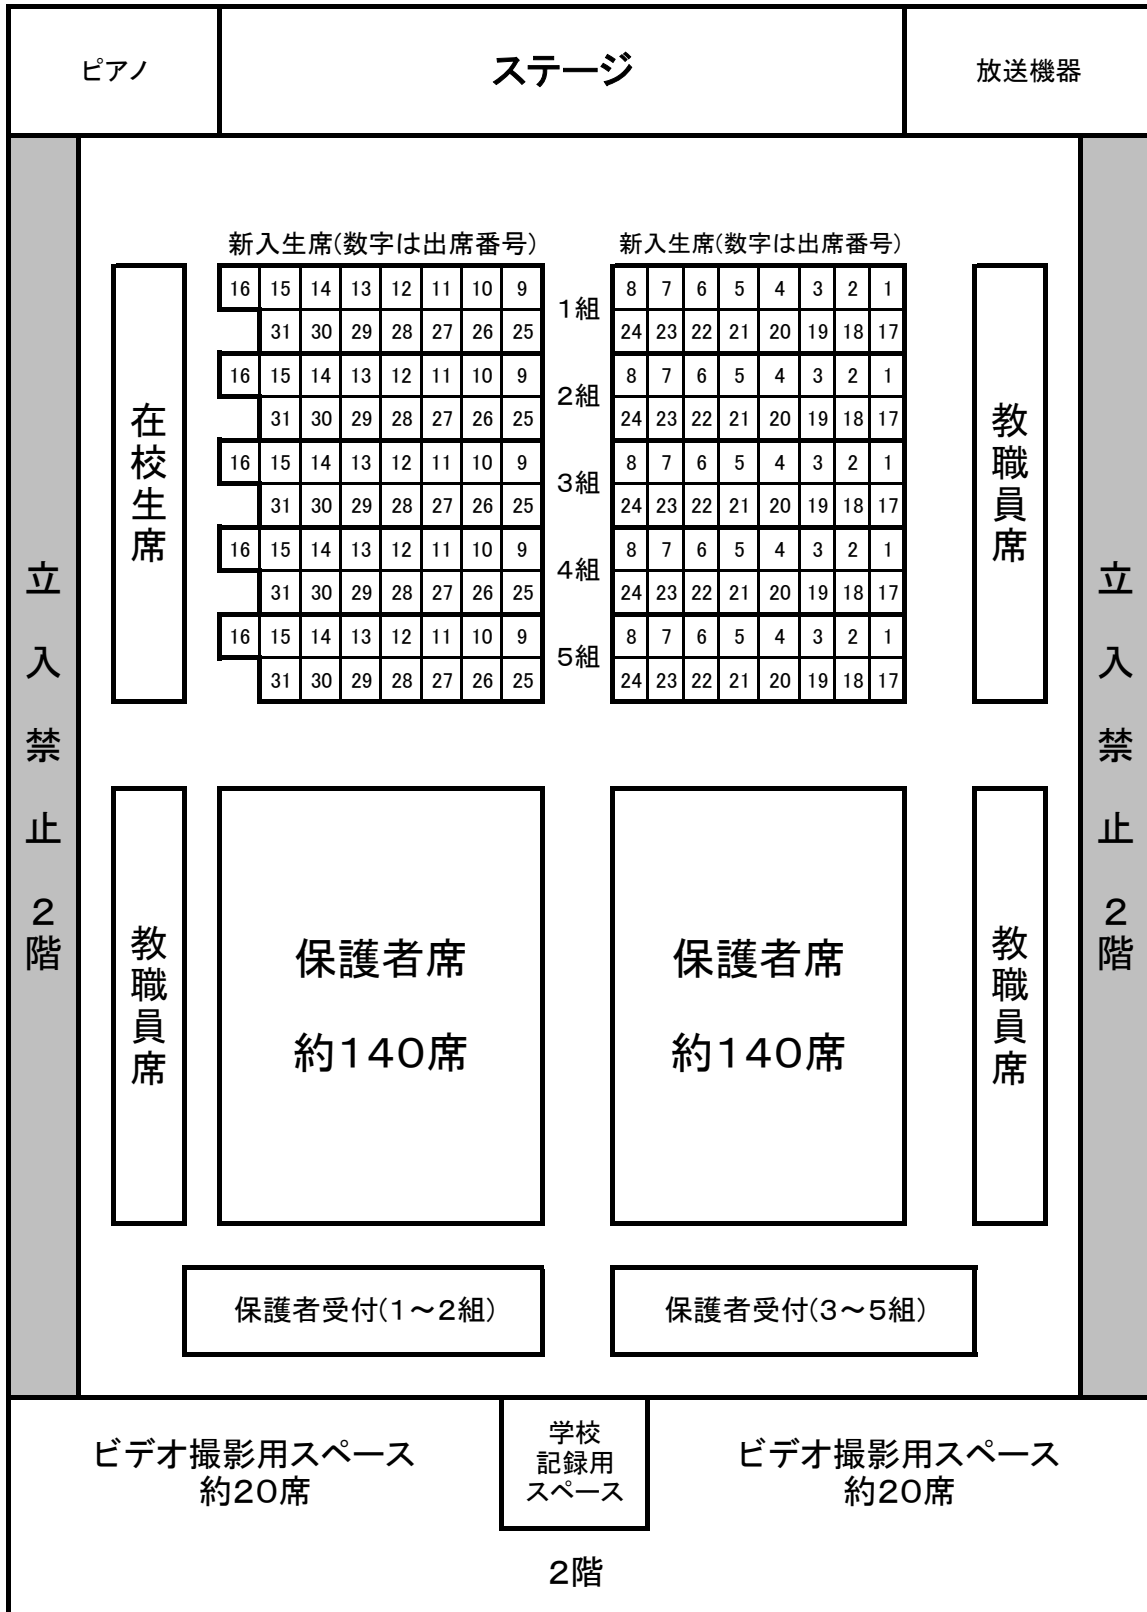 ピアノ
ステージ
放送機器
新入生席(数字は出席番号)
新入生席(数字は出席番号)
16 15 14 13 12 11 10 9 1組 8 7 6 5 4 3 2 1
31 30 29 28 27 26 25 24 23 22 21 20 19 18 17
16 15 14 13 12 11 10 9 2組 8 7 6 5 4 3 2 1
31 30 29 28 27 26 25 24 23 22 21 20 19 18 17
16 15 14 13 12 11 10 9 3組 8 7 6 5 4 3 2 1
31 30 29 28 27 26 25 24 23 22 21 20 19 18 17
16 15 14 13 12 11 10 9 4組 8 7 6 5 4 3 2 1
31 30 29 28 27 26 25 24 23 22 21 20 19 18 17
16 15 14 13 12 11 10 9 5組 8 7 6 5 4 3 2 1
31 30 29 28 27 26 25 24 23 22 21 20 19 18 17
在校生席
教職員席
立入禁止 2階
立入禁止 2階
教職員席
保護者席
約140席
保護者席
約140席
教職員席
保護者受付(1～2組)
保護者受付(3～5組)
ビデオ撮影用スペース
約20席
学校
記録用
スペース
ビデオ撮影用スペース
約20席
2階